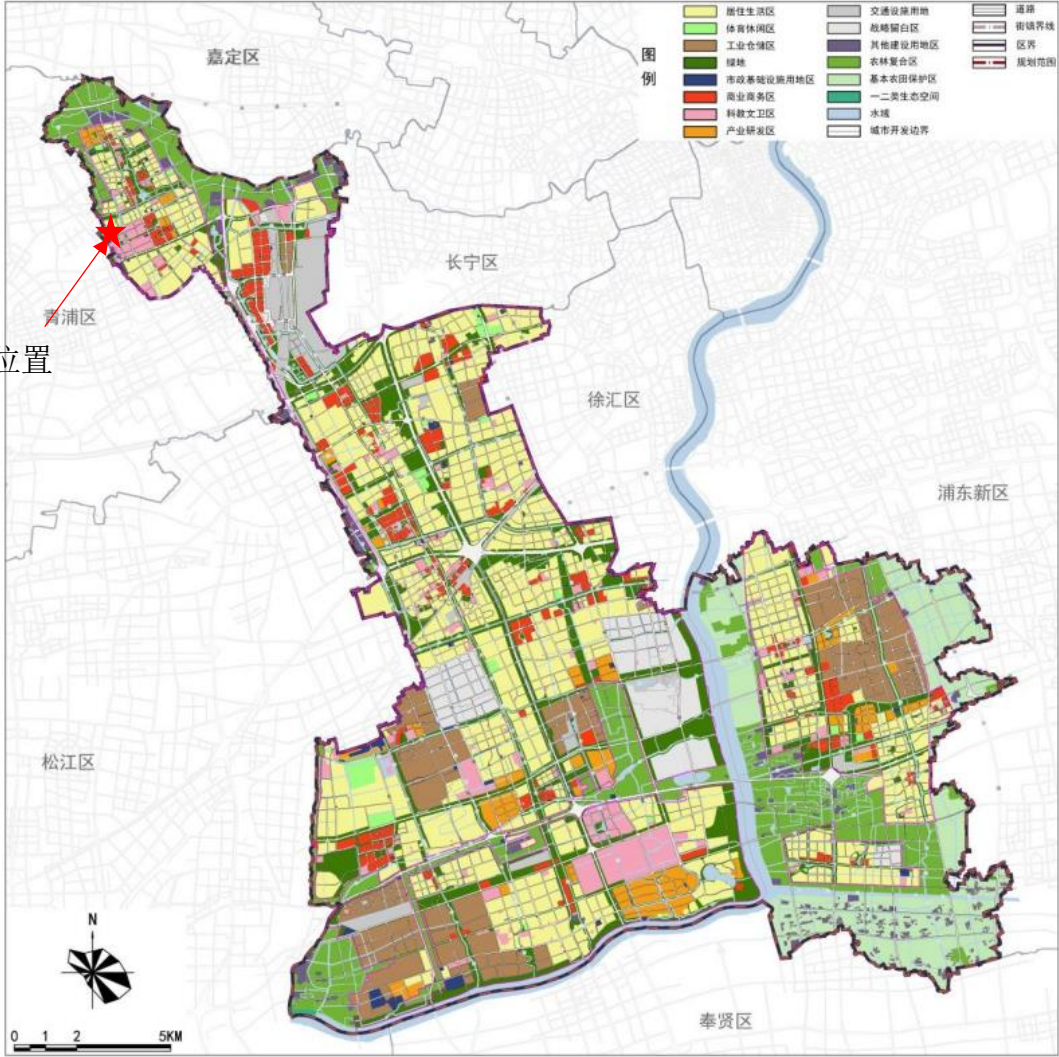 图例
居住生活区
体育休闲区
工业仓储区
绿地
市政基础设施用地区
商业商务区
科教文卫区
产业研发区
交通设施用地
战略留白区
其他建设用地区
农林复合区
基本农田保护区
一二类生态空间
水域
城市开发边界
道路
街镇界线
区界
规划范围
嘉定区
长宁区
青浦区
位置
徐汇区
浦东新区
松江区
奉贤区
N
0 1 2 5KM